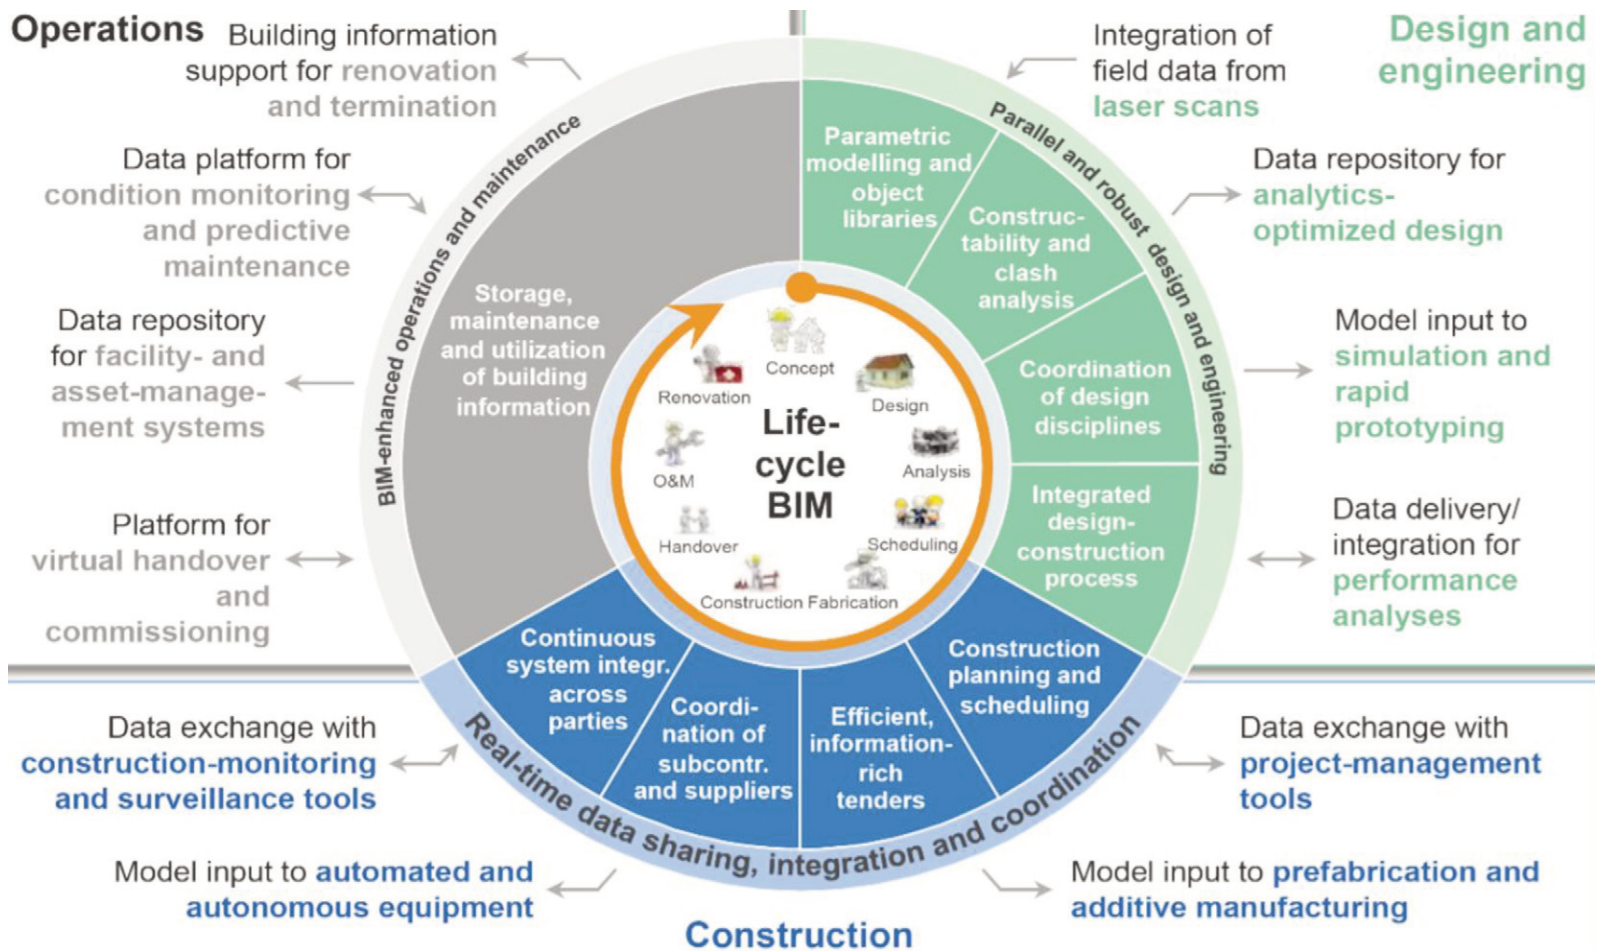 Operations
Building information
support for renovation
and termination
Data platform for
condition monitoring
and predictive
maintenance
Data repository
for facility- and
asset-manage-
ment systems
Platform for
virtual handover
and
commissioning
BIM-enhanced operations and maintenance
Storage,
maintenance
and utilization
of building
information
Design and
engineering
Integration of
field data from
laser scans
Data repository for
analytics-
optimized design
Model input to
simulation and
rapid
prototyping
Data delivery/
integration for
performance
analyses
Parallel and robust design and engineering
Parametric
modelling and
object
libraries
Construc-
tability and
clash
analysis
Coordination
of design
disciplines
Integrated
design-
construction
process
Life-
cycle
BIM
Concept
Design
Analysis
Scheduling
Fabrication
Construction
Handover
O&M
Renovation
Construction
planning and
scheduling
Efficient,
information-
rich
tenders
Coordi-
nation of
subcontr.
and suppliers
Continuous
system integr.
across
parties
Real-time data sharing, integration and coordination
Data exchange with
construction-monitoring
and surveillance tools
Model input to automated and
autonomous equipment
Data exchange with
project-management
tools
Model input to prefabrication and
additive manufacturing
Construction